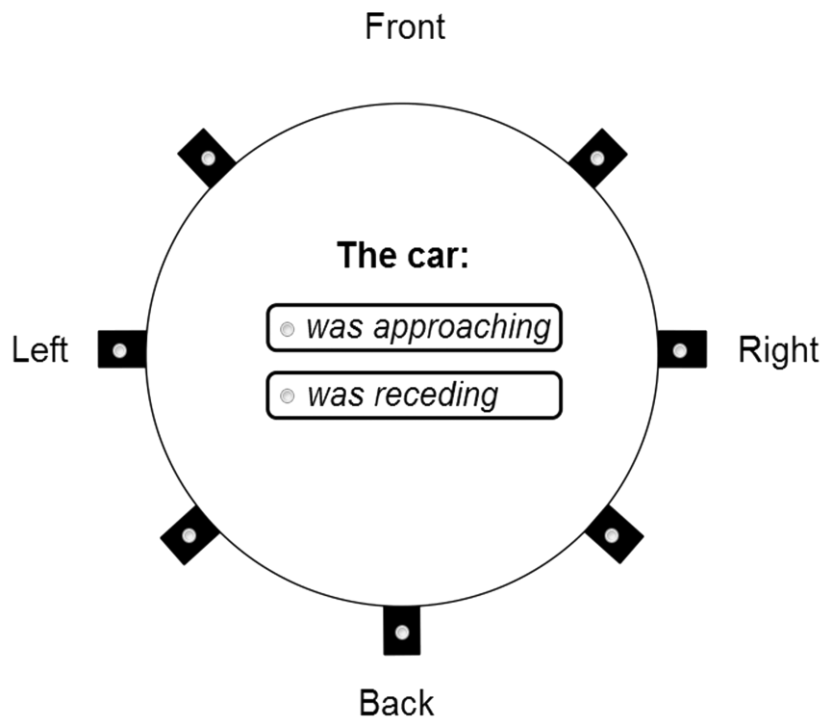 Front
The car:
was approaching
Left
Right
was receding
Back